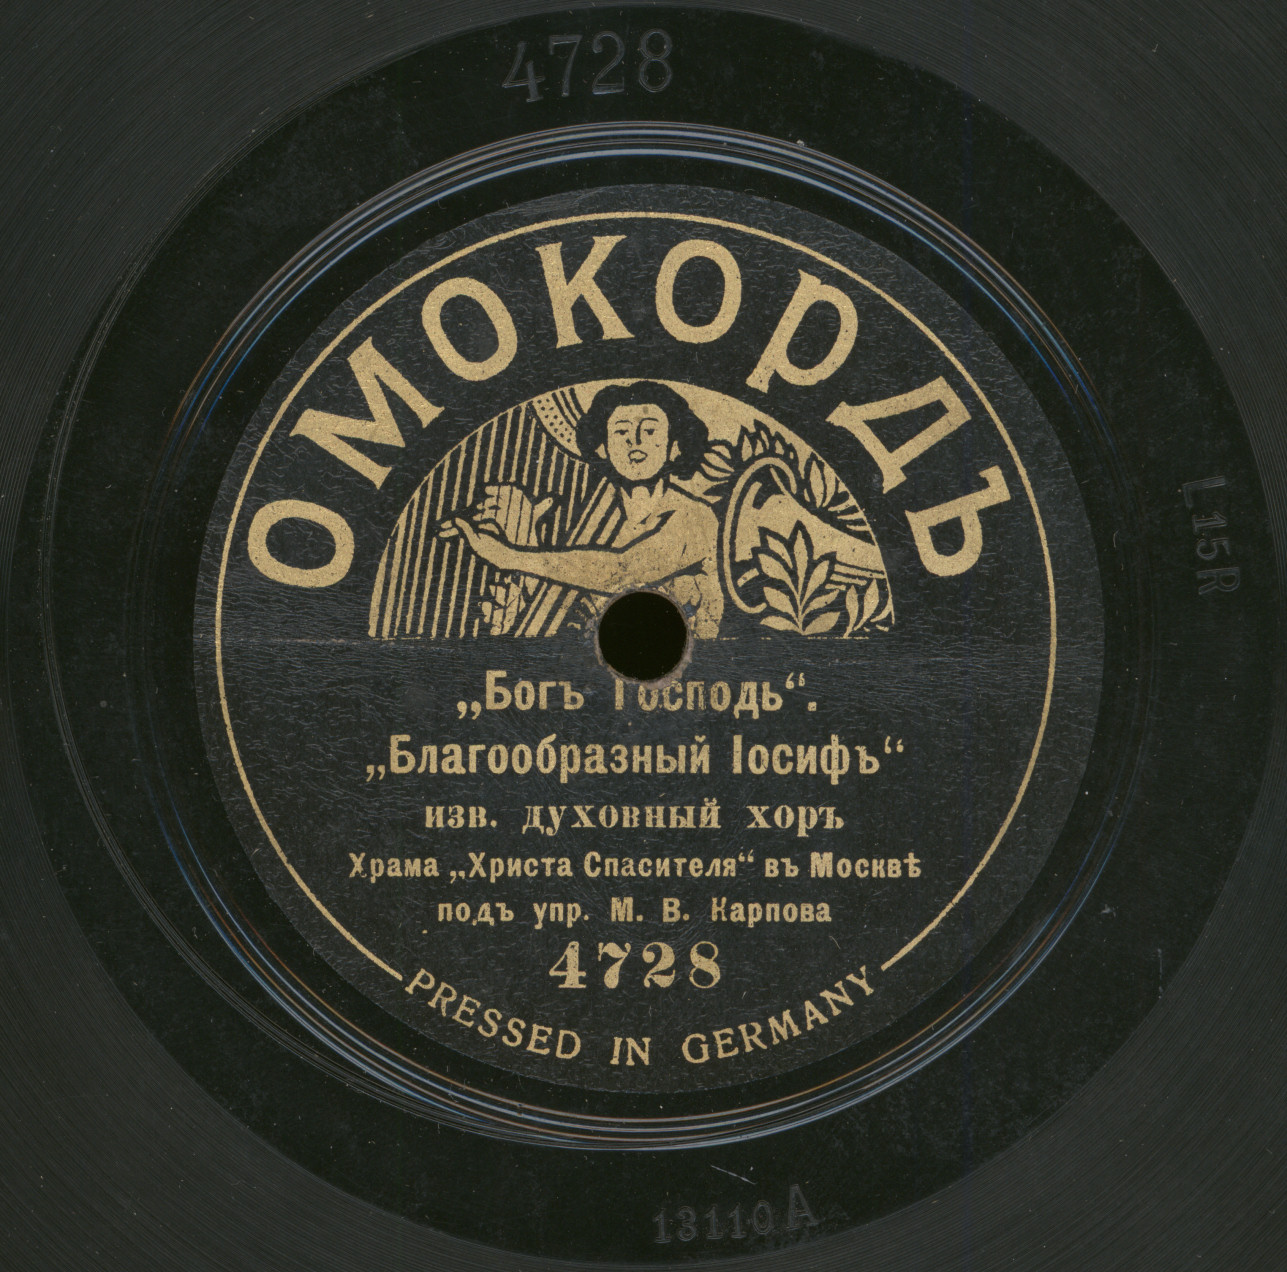 4728
ОМОКОРДЪ
„Богъ Господь“.
„Благообразный Іосифъ“
изв. духовный хоръ
Храма „Христа Спасителя“ въ Москвѣ
подъ упр. М. В. Карпова
4728
PRESSED IN GERMANY
L15R
13110A